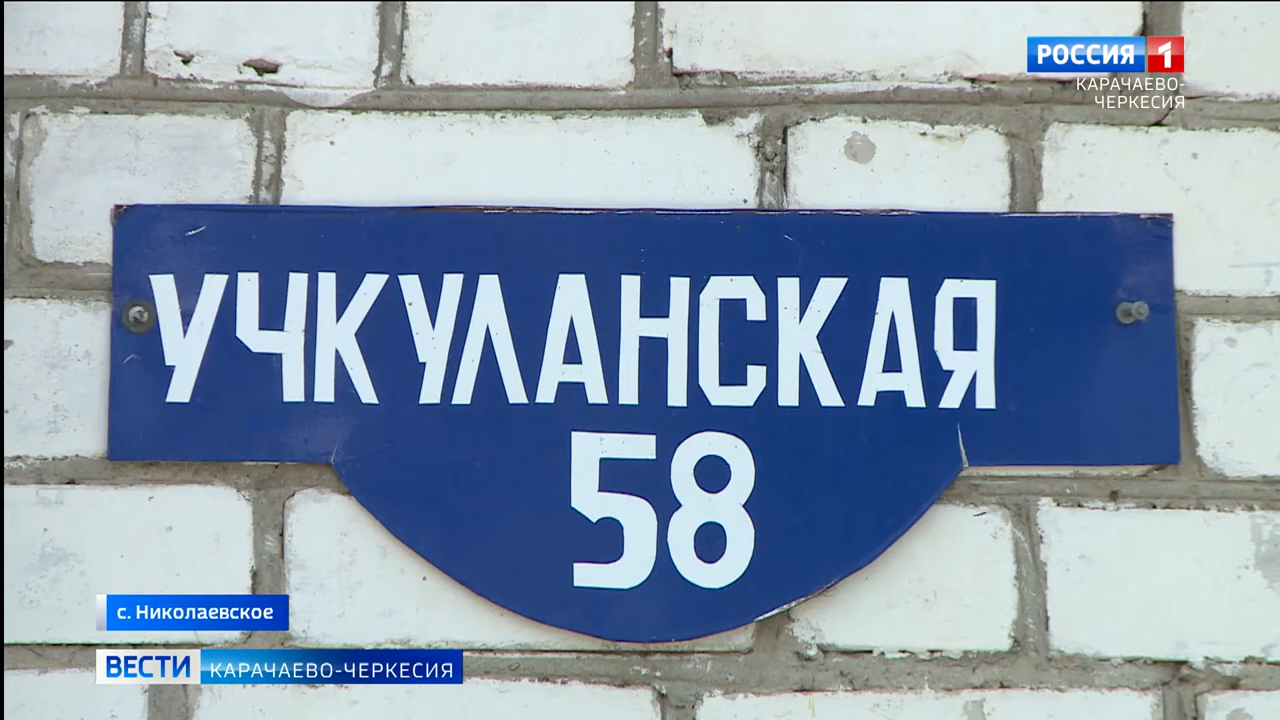 РОССИЯ 1
КАРАЧАЕВО-
ЧЕРКЕСИЯ
УЧКУЛАНСКАЯ
58
с. Николаевское
ВЕСТИ КАРАЧАЕВО-ЧЕРКЕСИЯ